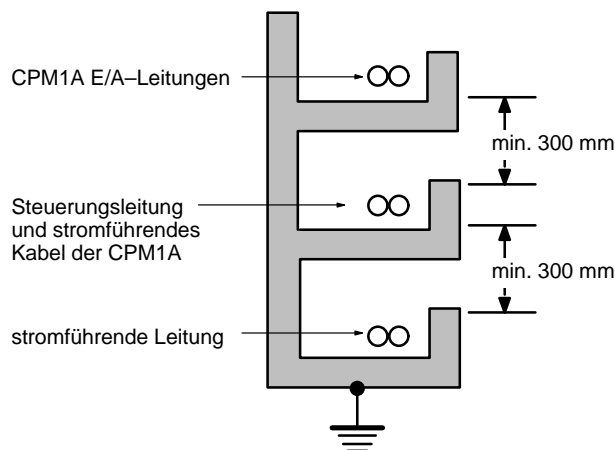 CPM1A E/A–Leitungen
min. 300 mm
Steuerungsleitung
und stromführendes
Kabel der CPM1A
min. 300 mm
stromführende Leitung